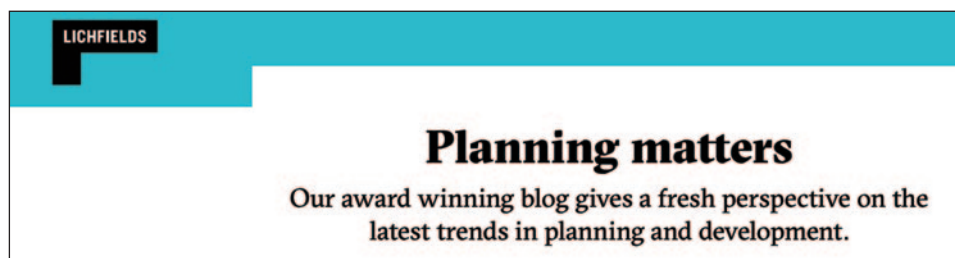 LICHFIELDS
Planning matters
Our award winning blog gives a fresh perspective on the
latest trends in planning and development.